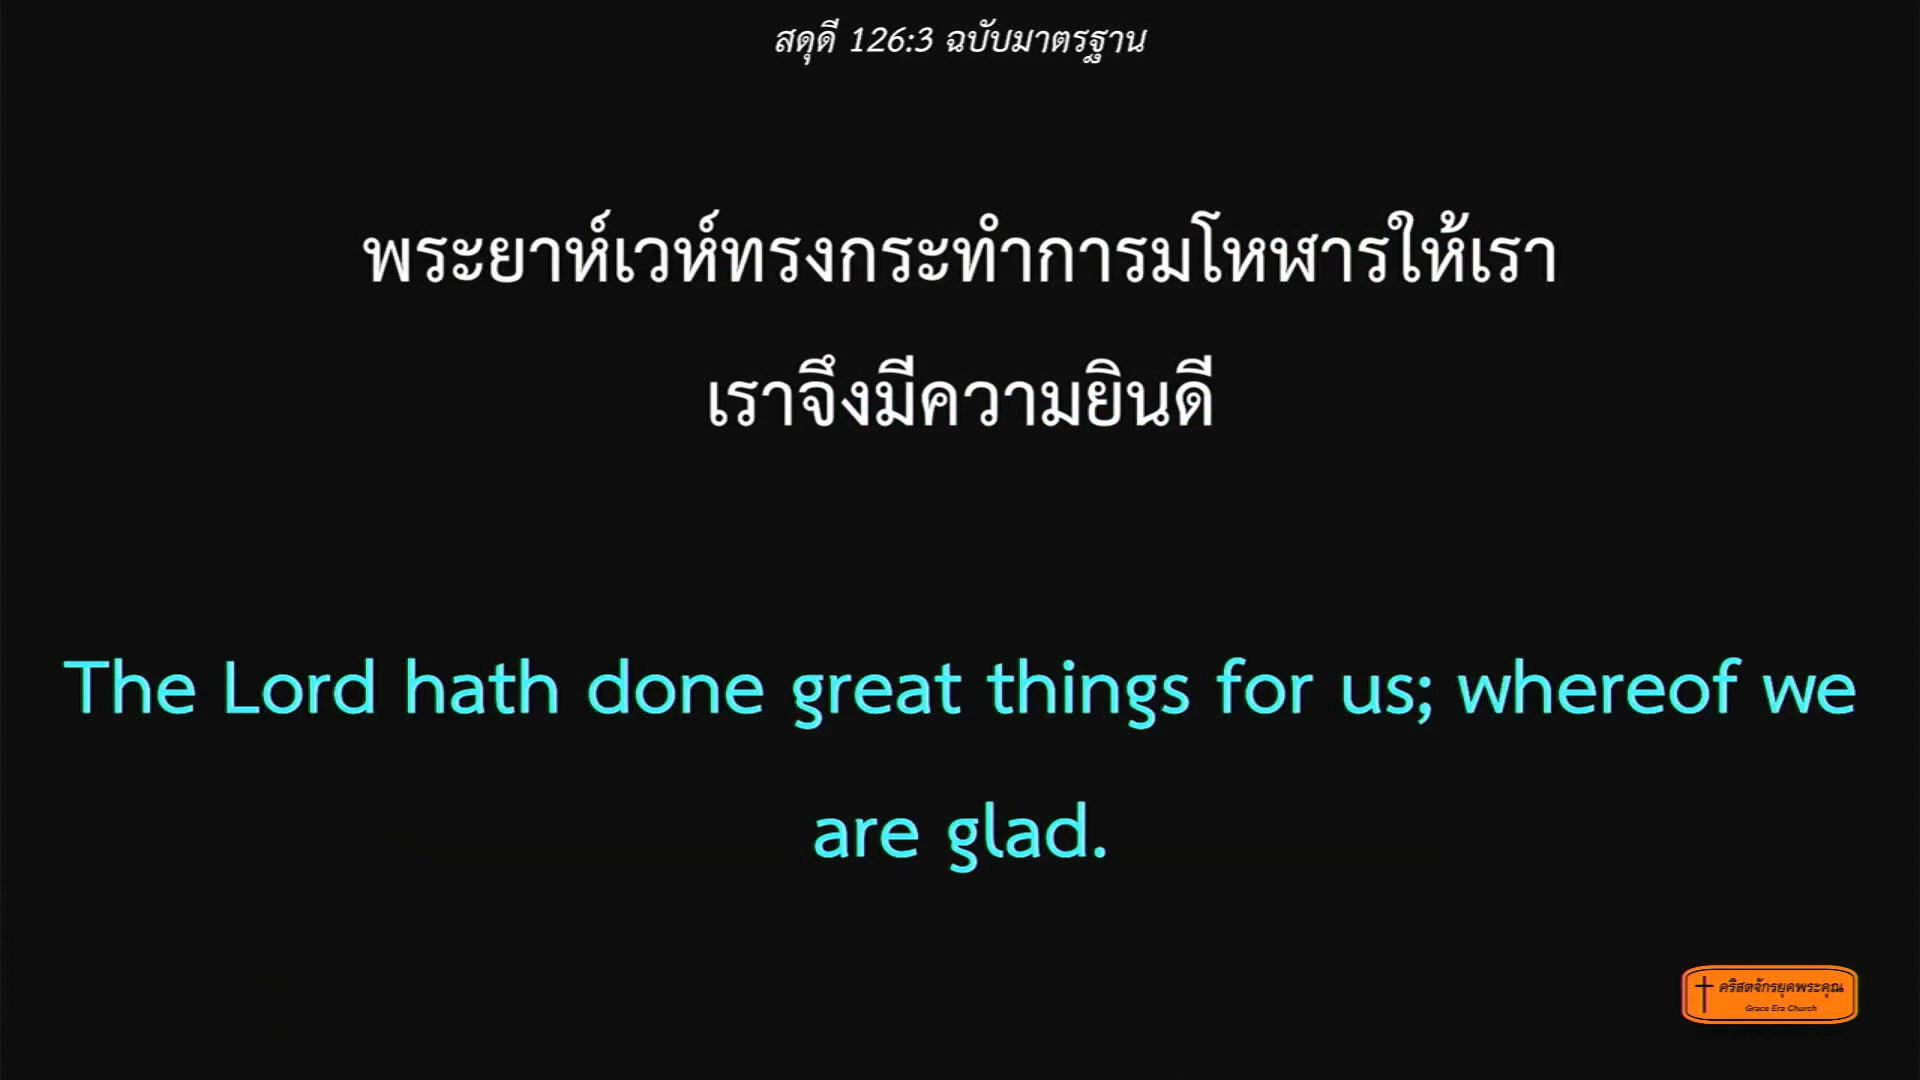 สดุดี 126:3 ฉบับมาตรฐาน
พระยาห์เวห์ทรงกระทำการมโหฬารให้เรา
เราจึงมีความยินดี
The Lord hath done great things for us; whereof we
are glad.
คริสตจักรยุคพระคุณ
Grace Era Church